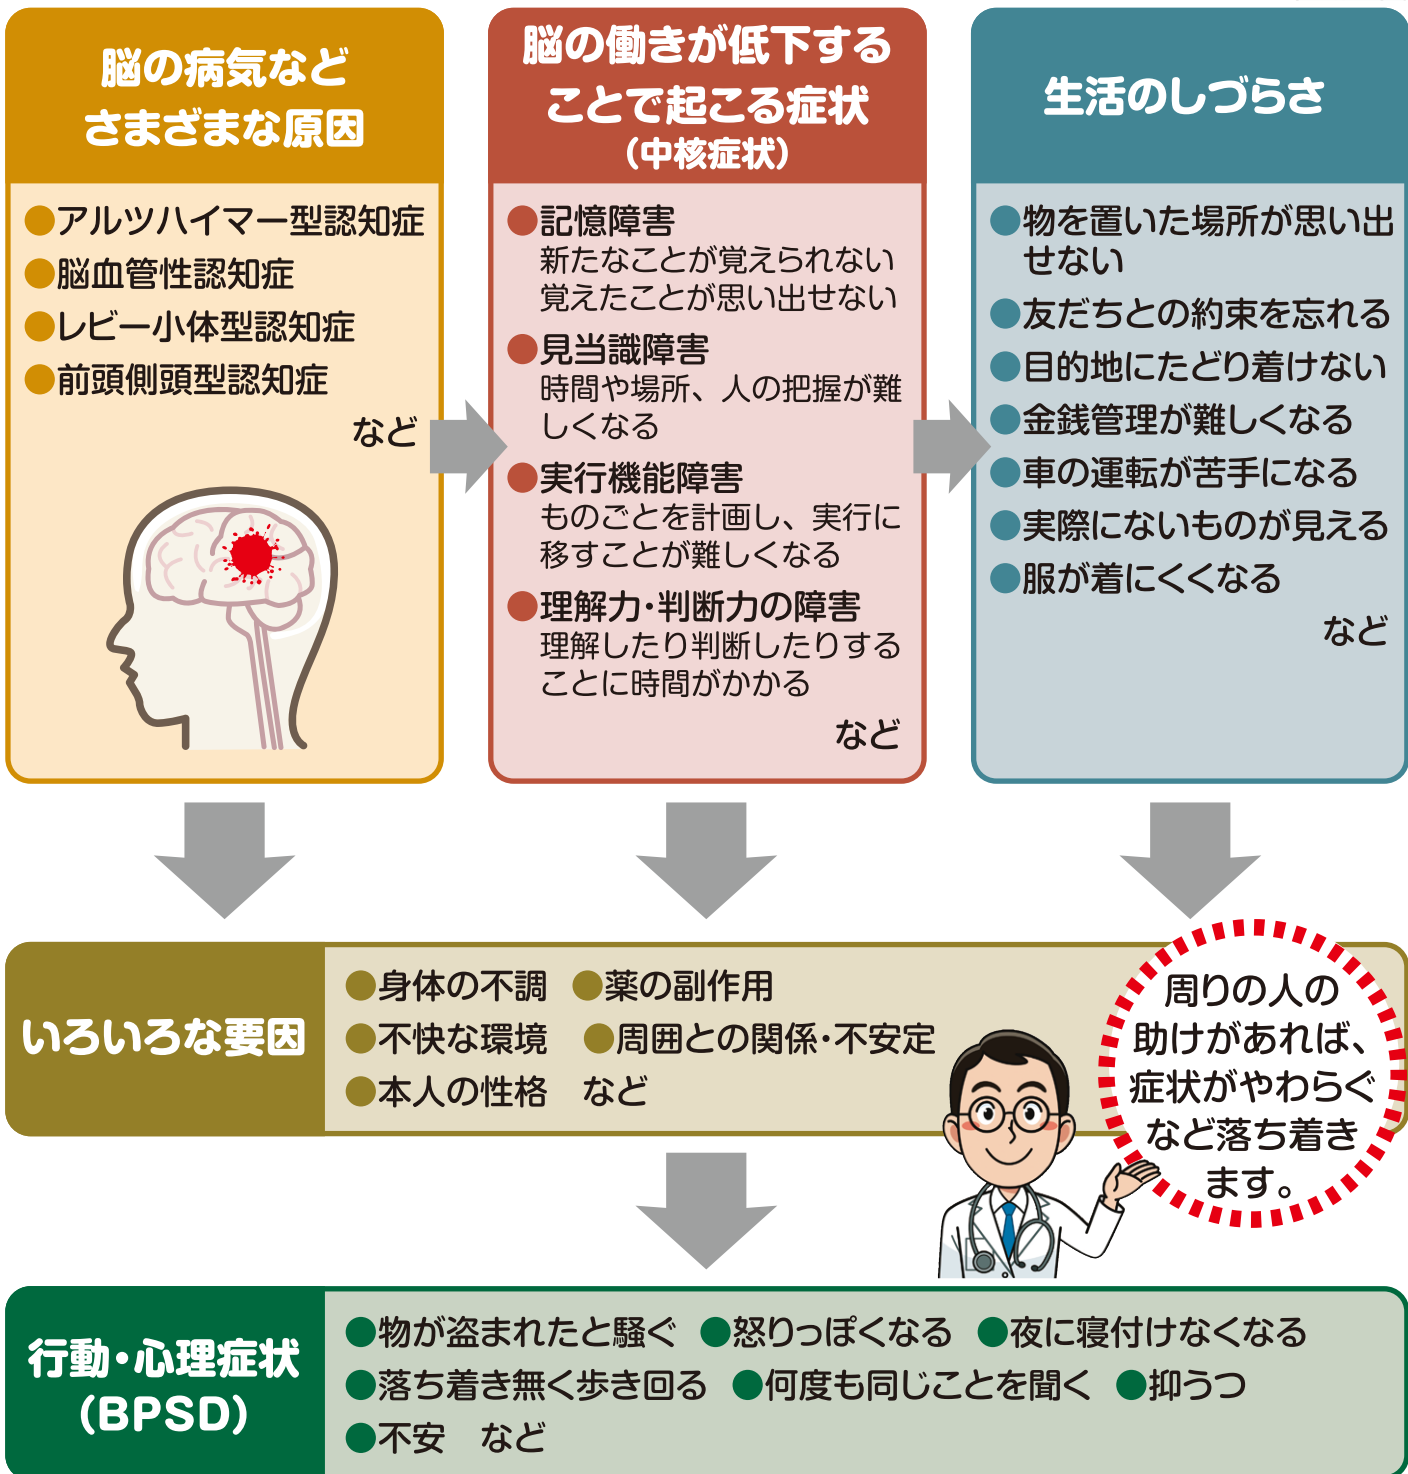 脳の病気など
さまざまな原因
●アルツハイマー型認知症
●脳血管性認知症
●レビー小体型認知症
●前頭側頭型認知症
など
脳の働きが低下する
ことで起こる症状
（中核症状）
●記憶障害
新たなことが覚えられない
覚えたことが思い出せない
●見当識障害
時間や場所、人の把握が難
しくなる
●実行機能障害
ものごとを計画し、実行に
移すことが難しくなる
●理解力・判断力の障害
理解したり判断したりする
ことに時間がかかる
など
生活のしづらさ
●物を置いた場所が思い出
せない
●友だちとの約束を忘れる
●目的地にたどり着けない
●金銭管理が難しくなる
●車の運転が苦手になる
●実際にないものが見える
●服が着にくくなる
など
いろいろな要因
●身体の不調 ●薬の副作用
●不快な環境 ●周囲との関係・不安定
●本人の性格 など
周りの人の
助けがあれば、
症状がやわらぐ
など落ち着き
ます。
行動・心理症状
（BPSD）
●物が盗まれたと騒ぐ ●怒りっぽくなる ●夜に寝付けなくなる
●落ち着き無く歩き回る ●何度も同じことを聞く ●抑うつ
●不安 など